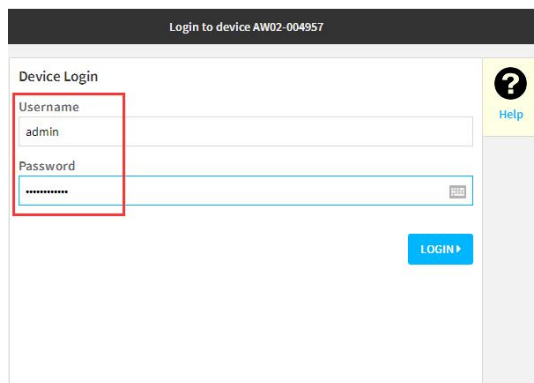 Login to device AW02-004957
Device Login
Username
admin
Password
••••••••••••
LOGIN
Help